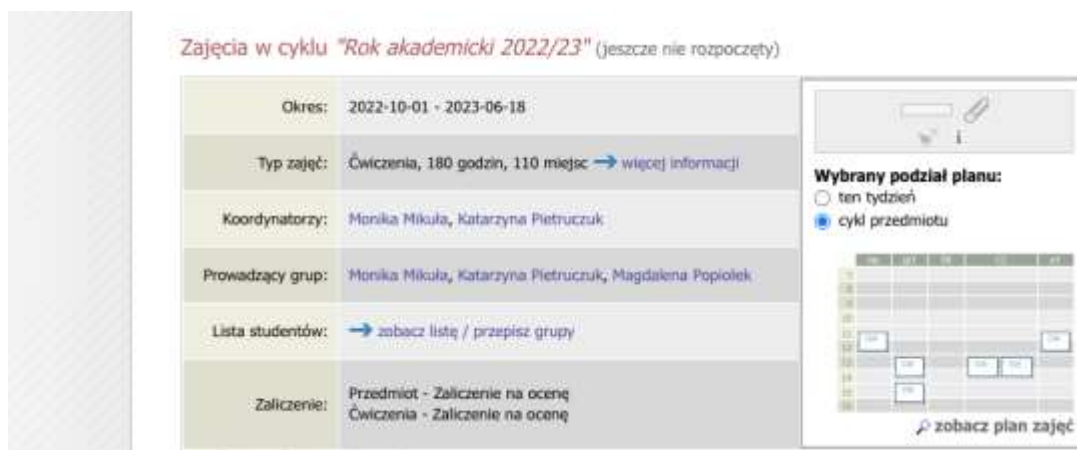 Zajęcia w cyklu "Rok akademicki 2022/23" (jeszcze nie rozpoczęty)
Okres: 2022-10-01 - 2023-06-18
Typ zajęć: Ćwiczenia, 180 godzin, 110 miejsc → więcej informacji
Koordynatorzy: Monika Mikuła, Katarzyna Pietruczuk
Prowadzący grup: Monika Mikuła, Katarzyna Pietruczuk, Magdalena Popiołek
Lista studentów: → zobacz listę / przepisz grupy
Zaliczenie: Przedmiot - Zaliczenie na ocenę
Ćwiczenia - Zaliczenie na ocenę
i
Wybrany podział planu:
ten tydzień
cykl przedmiotu
zobacz plan zajęć